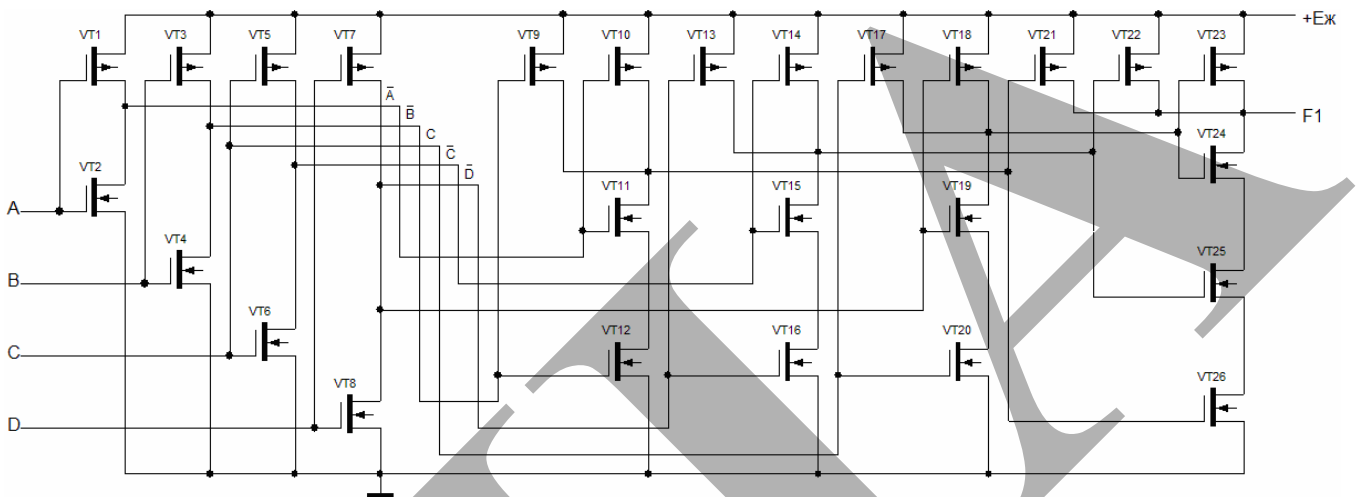 +Eж
VT1 VT3 VT5 VT7 VT9 VT10 VT13 VT14 VT17 VT18 VT21 VT22 VT23
A̅
B̅
F1
C
VT24
C̅
VT2
D̅
VT11 VT15 VT19
A
VT4
VT25
B
VT6
VT12 VT16 VT20
C
VT8
VT26
D